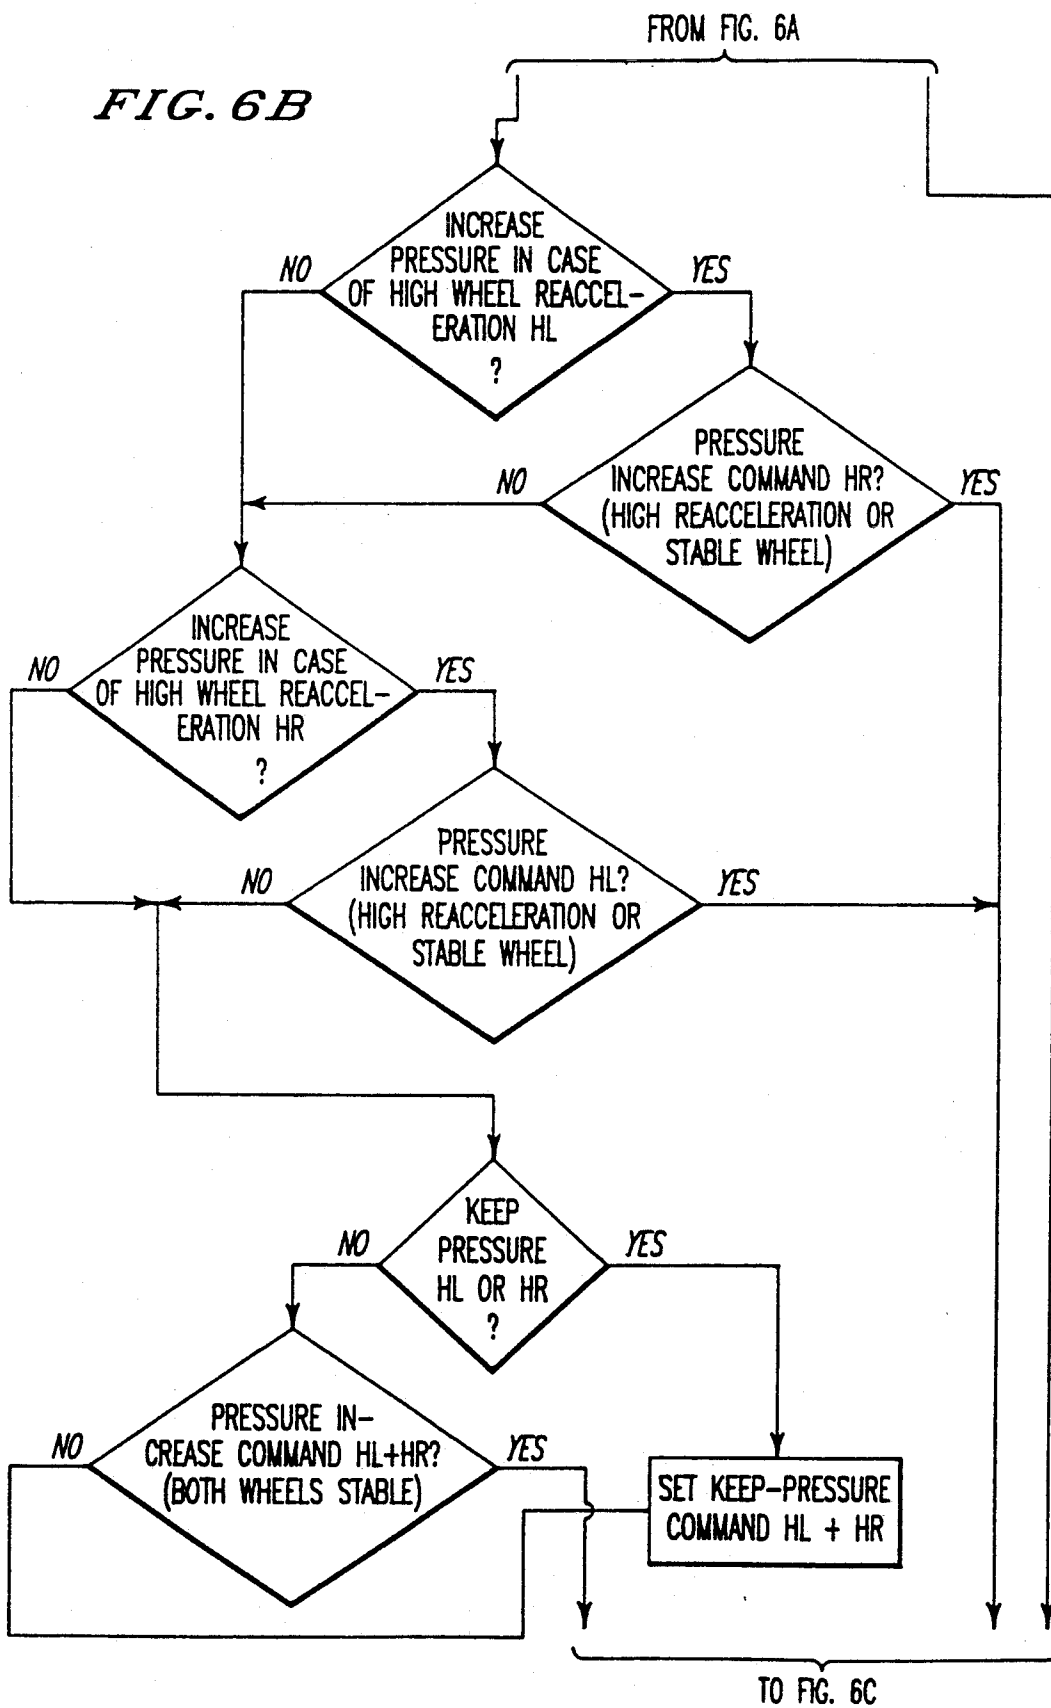 FROM FIG. 6A
FIG. 6B
INCREASE
PRESSURE IN CASE
OF HIGH WHEEL REACCEL-
ERATION HL
?
NO
YES
PRESSURE
INCREASE COMMAND HR?
(HIGH REACCELERATION OR
STABLE WHEEL)
NO
YES
INCREASE
PRESSURE IN CASE
OF HIGH WHEEL REACCEL-
ERATION HR
?
NO
YES
PRESSURE
INCREASE COMMAND HL?
(HIGH REACCELERATION OR
STABLE WHEEL)
NO
YES
KEEP
PRESSURE
HL OR HR
?
NO
YES
PRESSURE IN-
CREASE COMMAND HL+HR?
(BOTH WHEELS STABLE)
NO
YES
SET KEEP-PRESSURE
COMMAND HL + HR
TO FIG. 6C